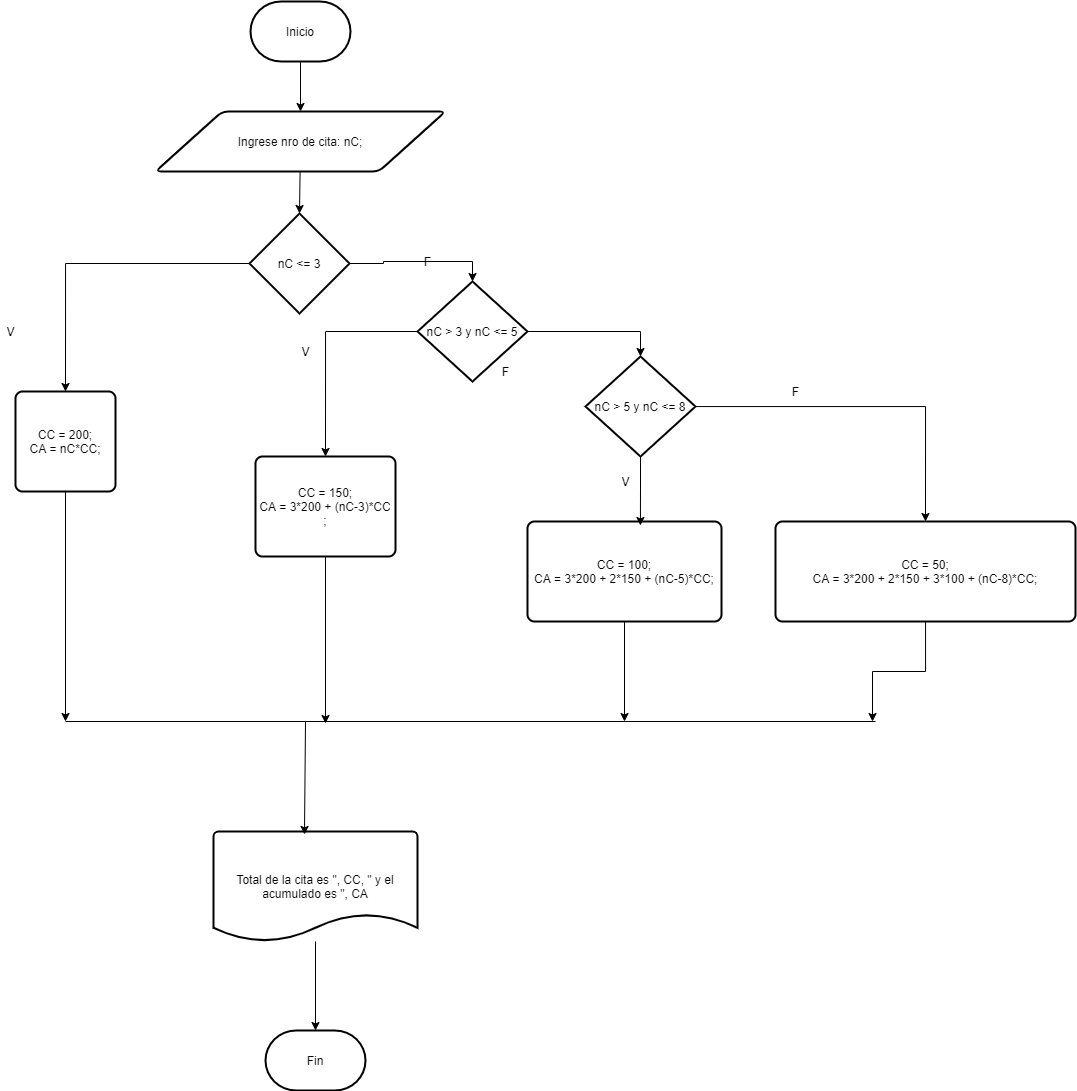 Inicio
Ingrese nro de cita: nC;
nC <= 3
F
V
nC > 3 y nC <= 5
V
F
nC > 5 y nC <= 8
F
V
CC = 200;
CA = nC*CC;
CC = 150;
CA = 3*200 + (nC-3)*CC
;
CC = 100;
CA = 3*200 + 2*150 + (nC-5)*CC;
CC = 50;
CA = 3*200 + 2*150 + 3*100 + (nC-8)*CC;
Total de la cita es ", CC, " y el
acumulado es ", CA
Fin